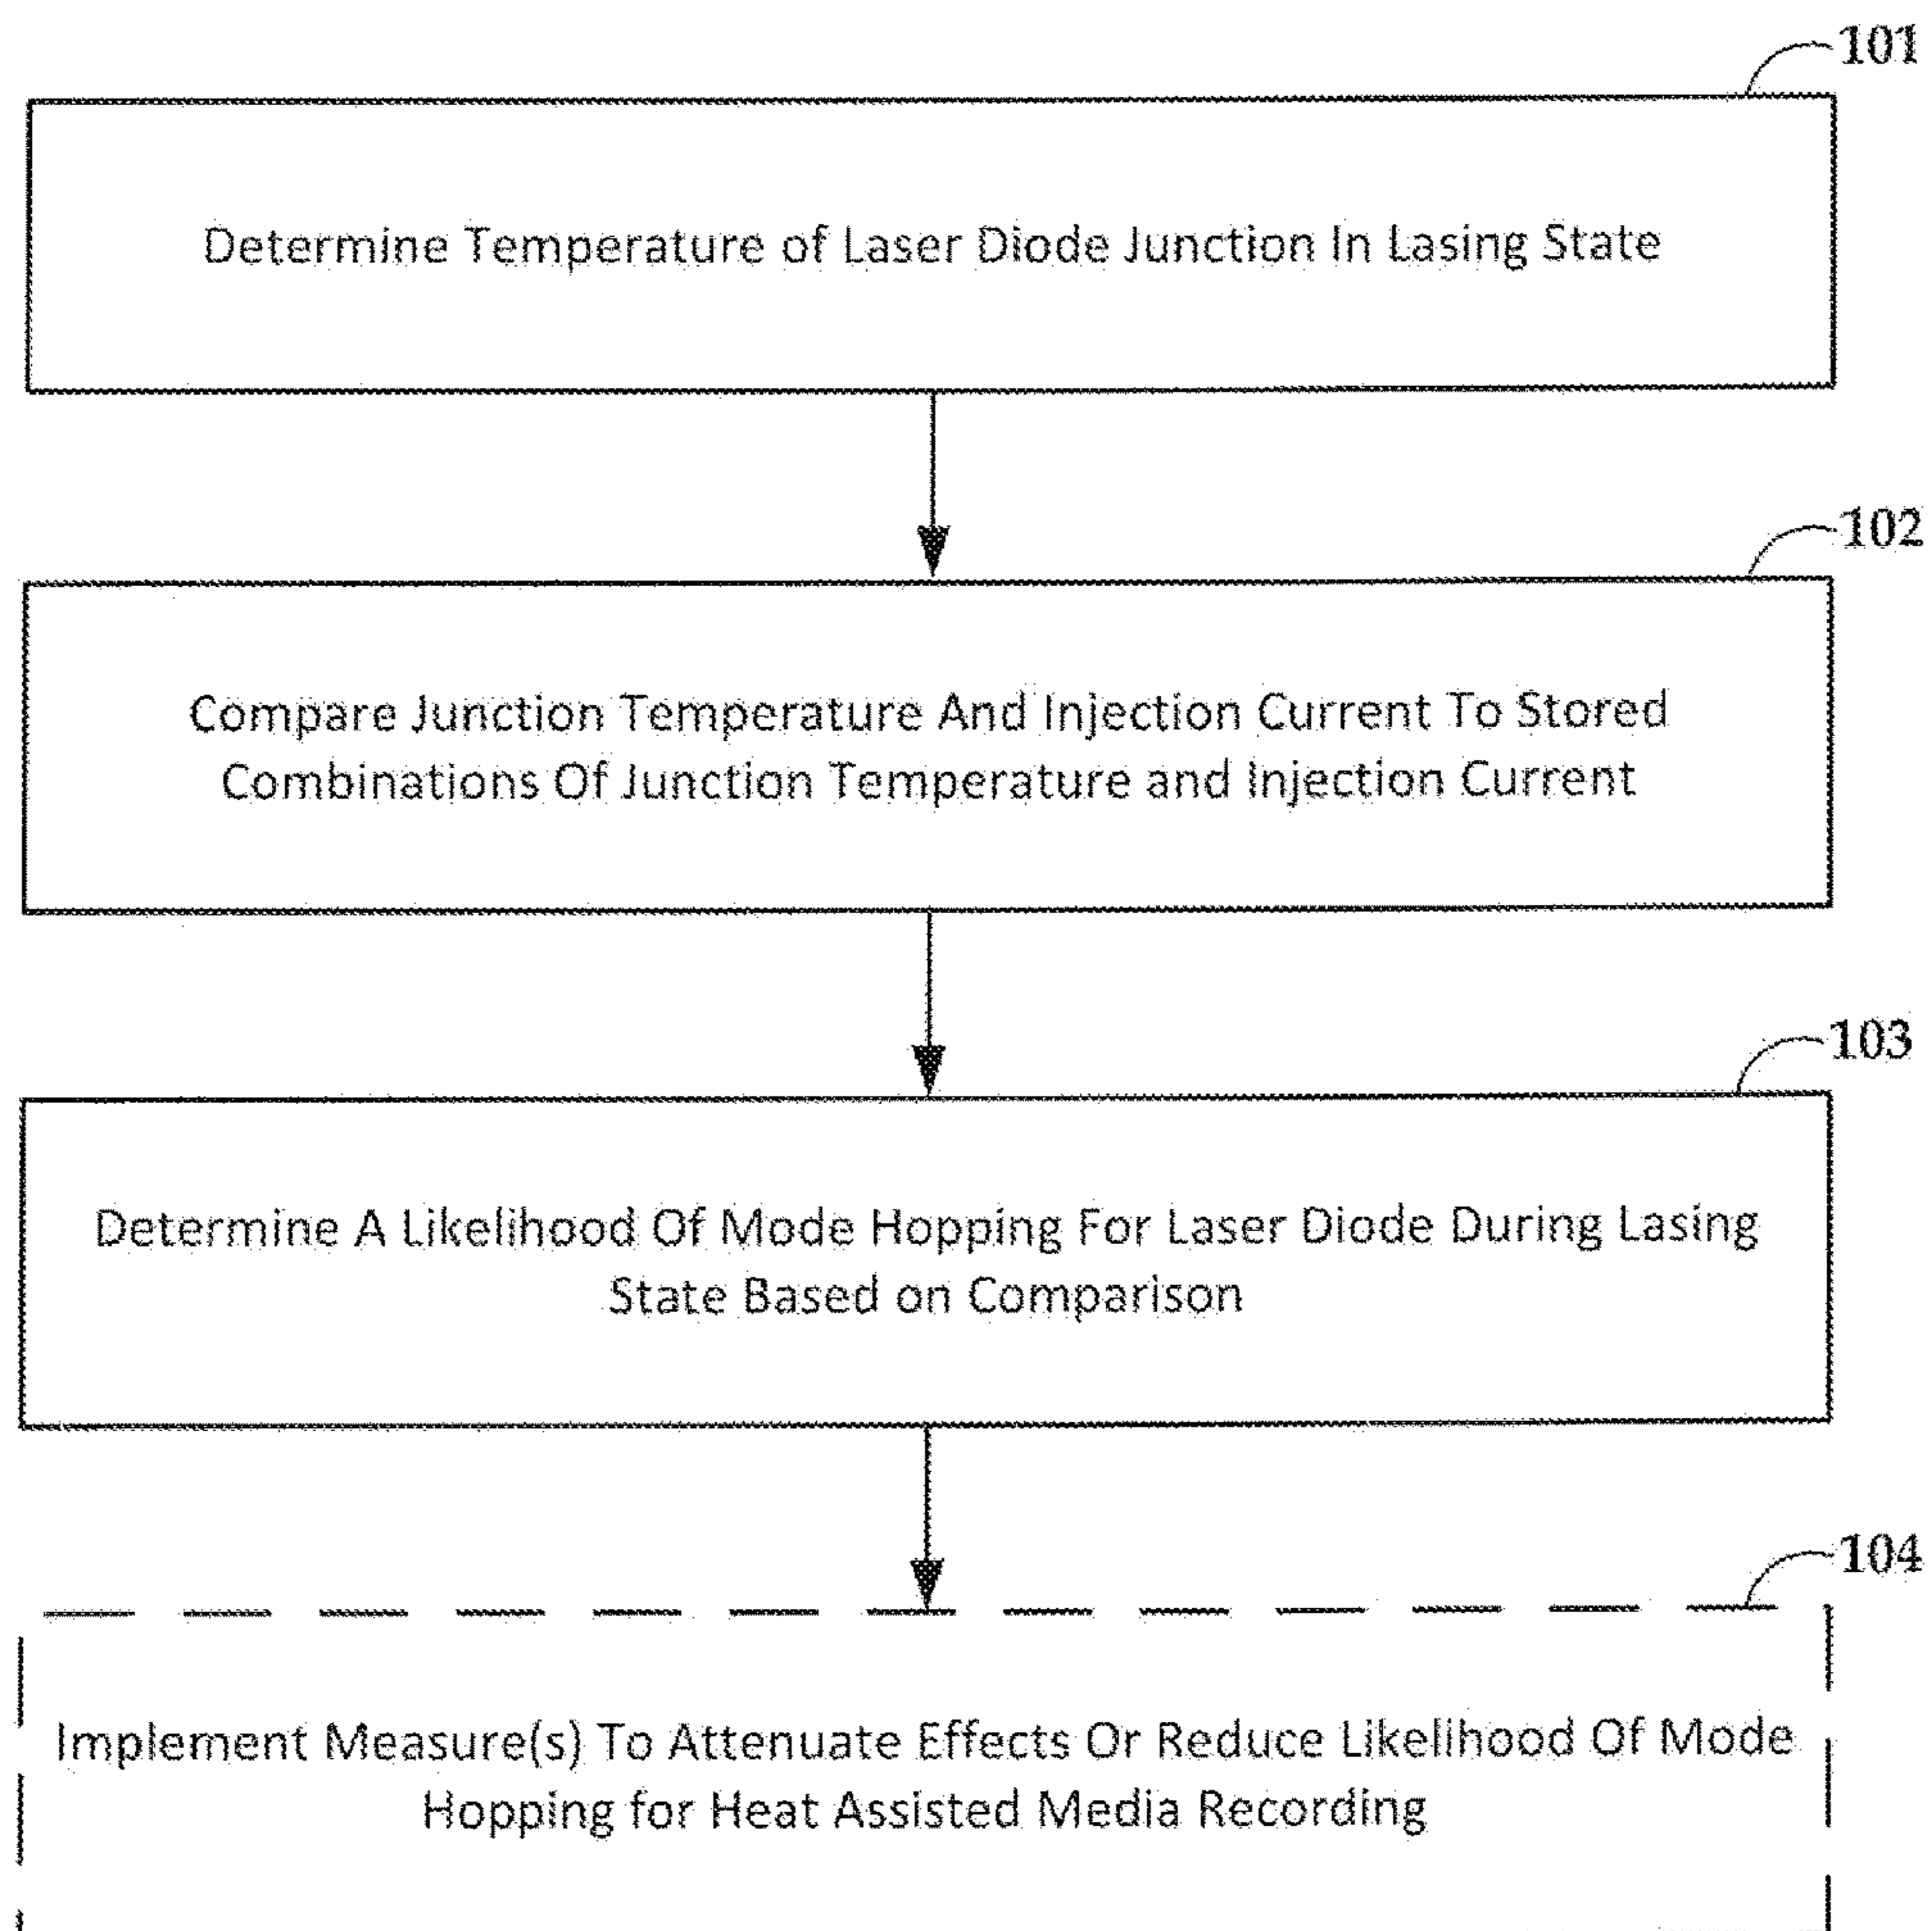 101
Determine Temperature of Laser Diode Junction In Lasing State
102
Compare Junction Temperature And Injection Current To Stored
Combinations Of Junction Temperature and Injection Current
103
Determine A Likelihood Of Mode Hopping For Laser Diode During Lasing
State Based on Comparison
104
Implement Measure(s) To Attenuate Effects Or Reduce Likelihood Of Mode
Hopping for Heat Assisted Media Recording